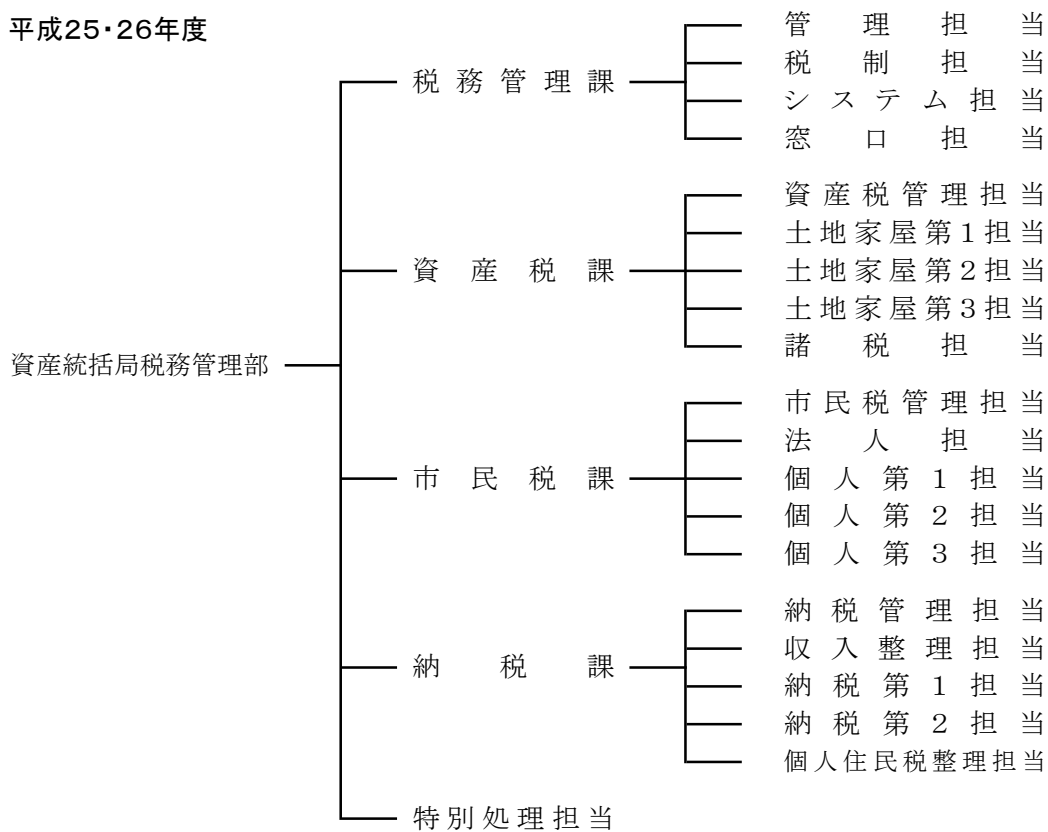 平成25・26年度
資産統括局税務管理部
税務管理課
管理担当
税制担当
システム担当
窓口担当
資産税課
資産税管理担当
土地家屋第1担当
土地家屋第2担当
土地家屋第3担当
諸税担当
市民税課
市民税管理担当
法人担当
個人第1担当
個人第2担当
個人第3担当
納税課
納税管理担当
収入整理担当
納税第1担当
納税第2担当
個人住民税整理担当
特別処理担当